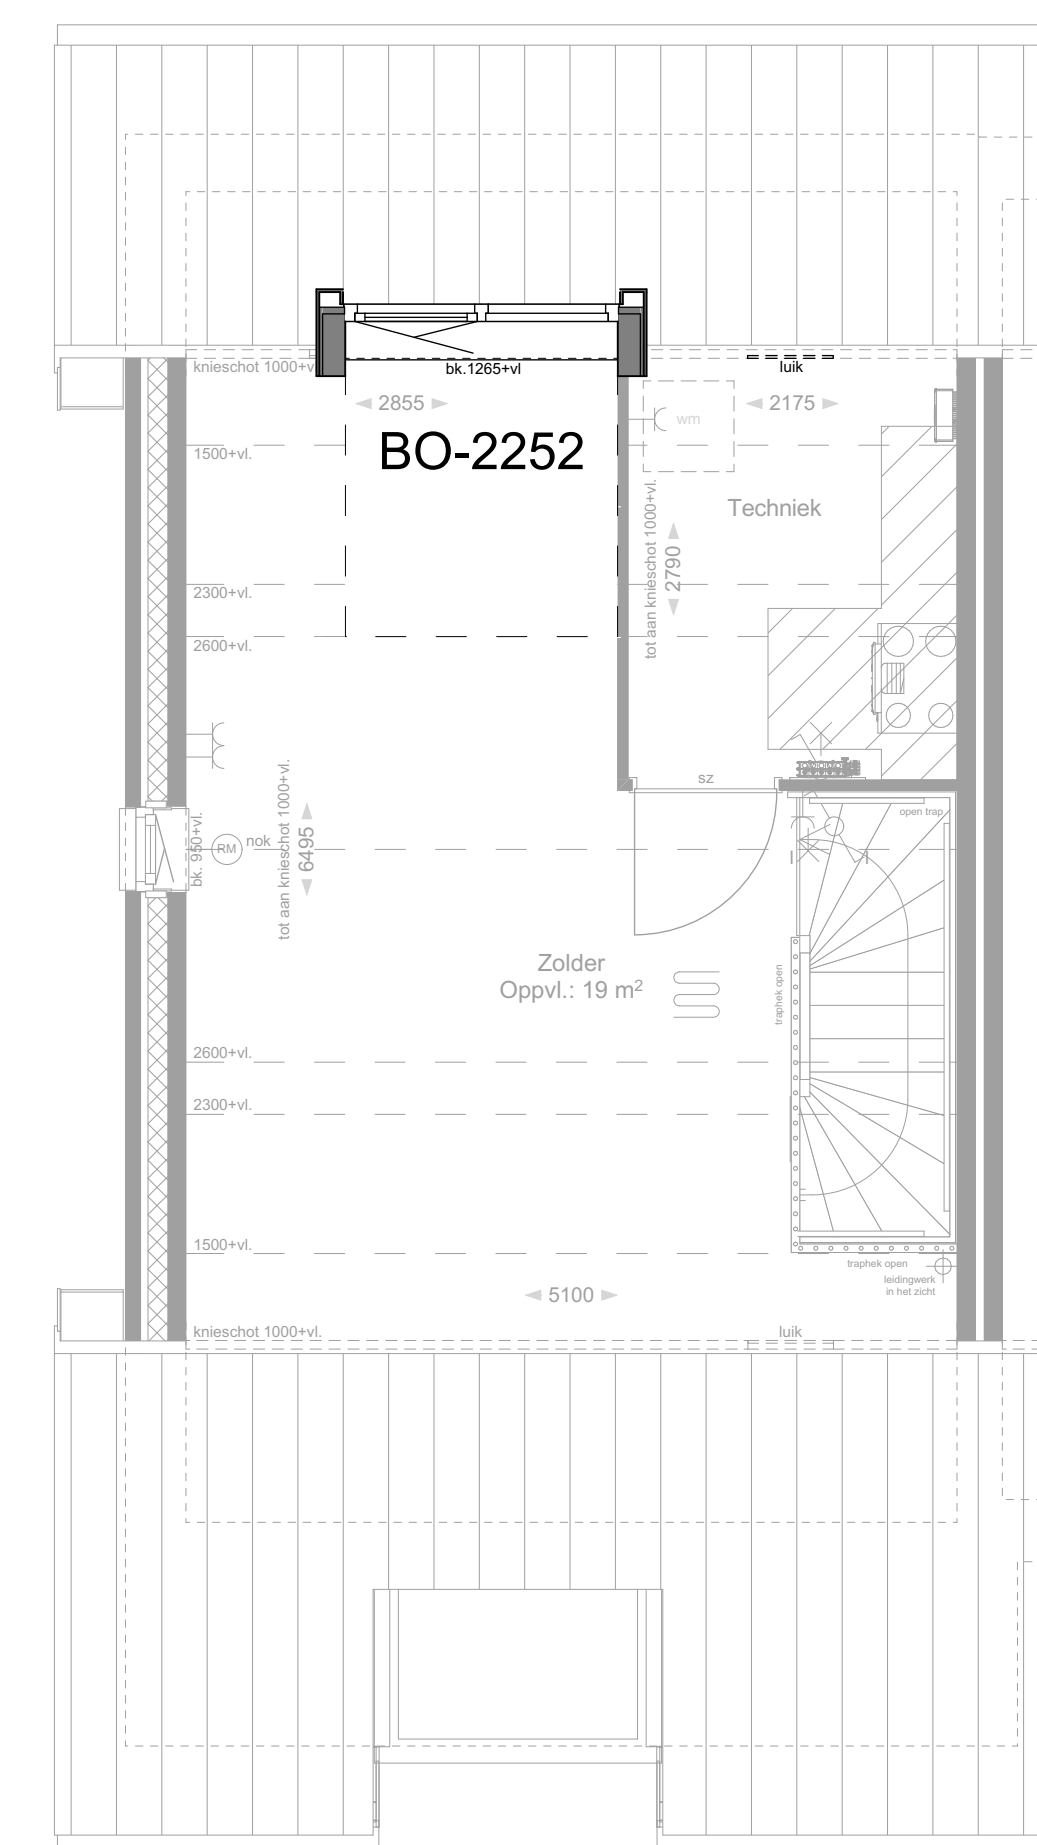 knieschot 1000+v
bk.1265+vl
luik
2855
2175
wm
BO-2252
1500+vl.
Techniek
tot aan knieschot 1000+vl.
2790
2300+vl.
2600+vl.
sz
open trap
bk. 950+vl.
RM
nok
tot aan knieschot 1000+vl.
6495
Zolder
Oppvl.: 19 m²
traphek open
2600+vl.
2300+vl.
1500+vl.
traphek open
leidingwerk
in het zicht
5100
knieschot 1000+vl.
luik